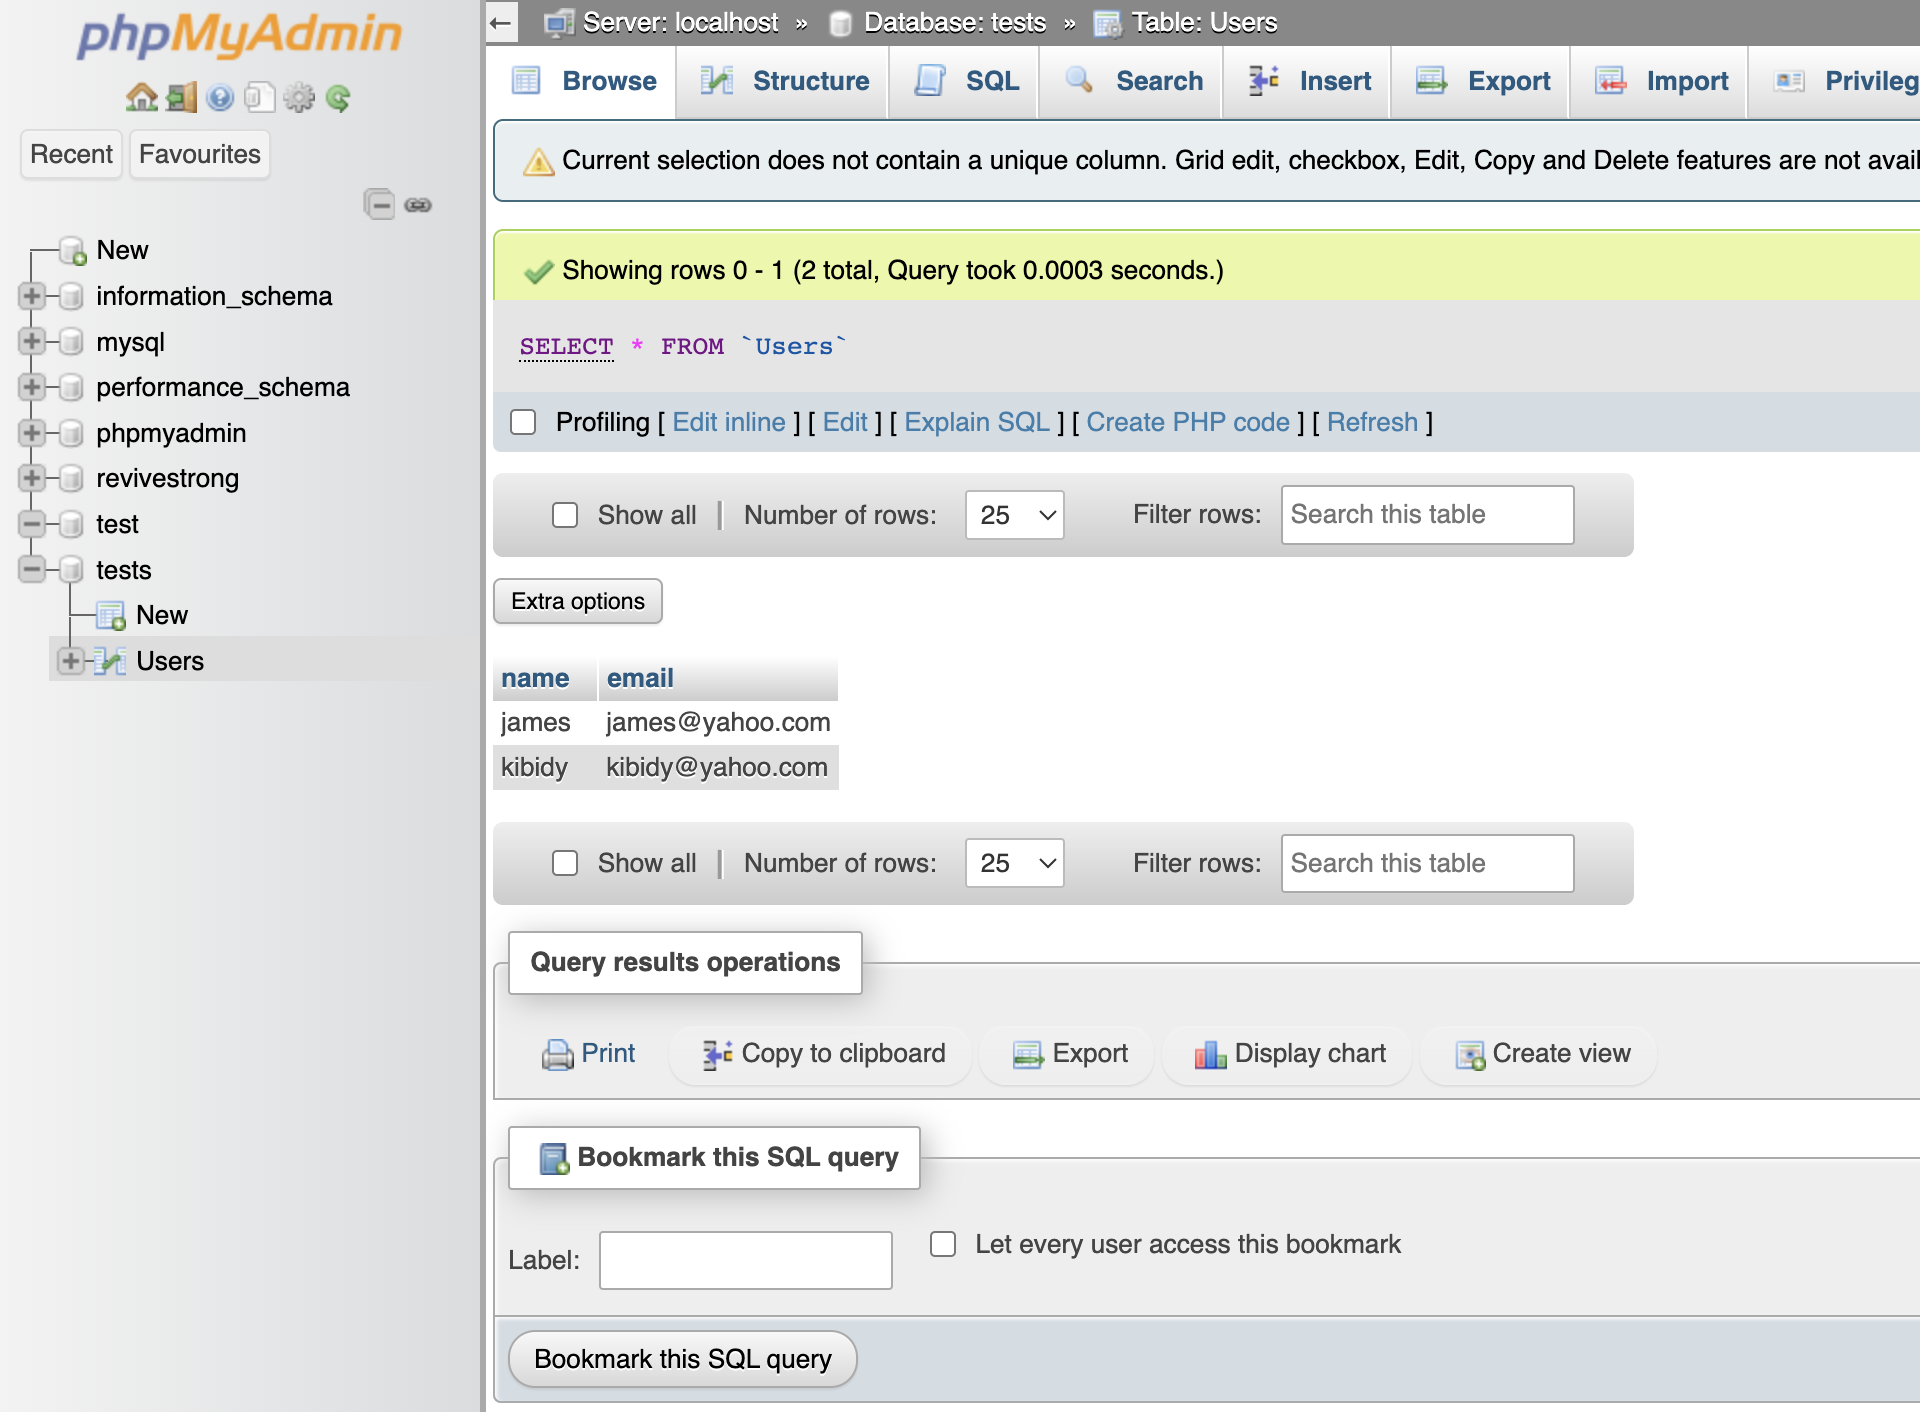 phpMyAdmin
Recent Favourites
New
information_schema
mysql
performance_schema
phpmyadmin
revivestrong
test
tests
New
Users
Server: localhost » Database: tests » Table: Users
Browse Structure SQL Search Insert Export Import Privileg
Current selection does not contain a unique column. Grid edit, checkbox, Edit, Copy and Delete features are not avail
Showing rows 0 - 1 (2 total, Query took 0.0003 seconds.)
SELECT * FROM `Users`
Profiling [ Edit inline ] [ Edit ] [ Explain SQL ] [ Create PHP code ] [ Refresh ]
Show all | Number of rows: 25 Filter rows: Search this table
Extra options
name email
james james@yahoo.com
kibidy kibidy@yahoo.com
Show all | Number of rows: 25 Filter rows: Search this table
Query results operations
Print Copy to clipboard Export Display chart Create view
Bookmark this SQL query
Label: Let every user access this bookmark
Bookmark this SQL query